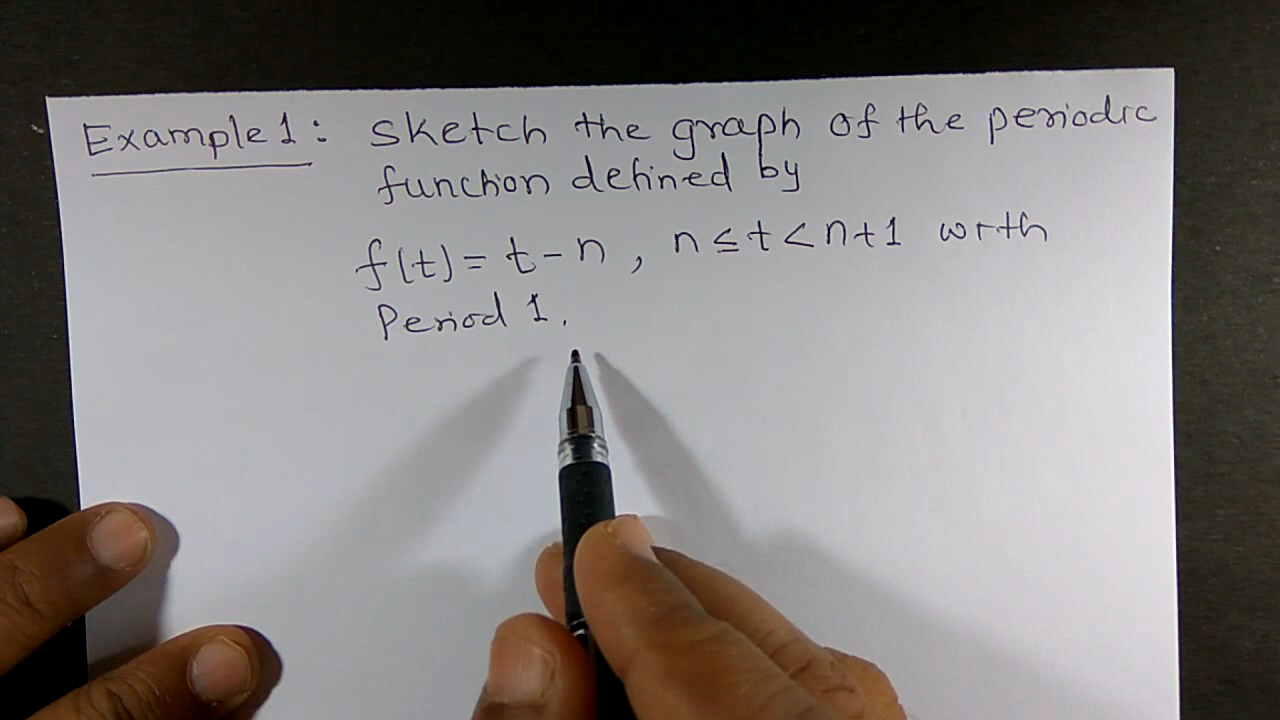 Example 1: Sketch the graph of the periodic
function defined by
f(t) = t - n , n ≤ t < n+1 with
Period 1.